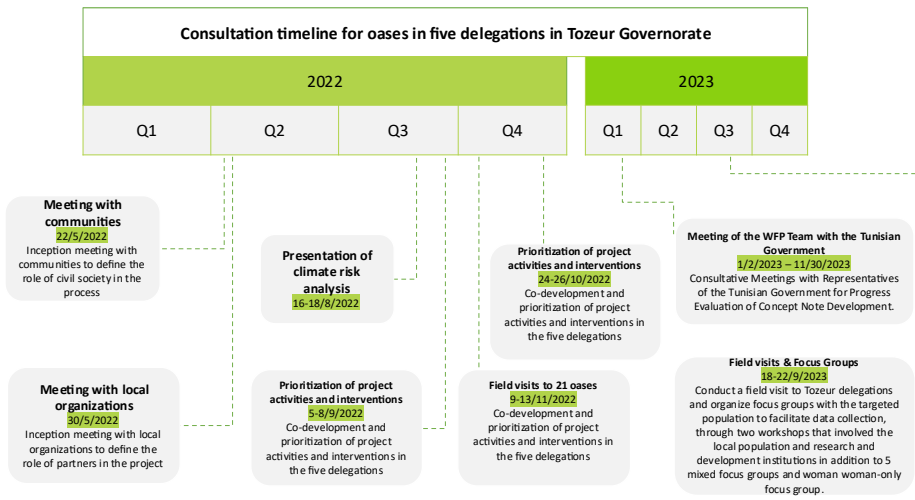 Consultation timeline for oases in five delegations in Tozeur Governorate
2022
2023
Q1
Q2
Q3
Q4
Q1
Q2
Q3
Q4
Meeting with
communities
22/5/2022
Inception meeting with
communities to define the
role of civil society in the
process
Presentation of
climate risk
analysis
16-18/8/2022
Prioritization of project
activities and interventions
24-26/10/2022
Co-development and
prioritization of project
activities and interventions in
the five delegations
Meeting of the WFP Team with the Tunisian
Government
1/2/2023 – 11/30/2023
Consultative Meetings with Representatives
of the Tunisian Government for Progress
Evaluation of Concept Note Development.
Meeting with local
organizations
30/5/2022
Inception meeting with local
organizations to define the
role of partners in the project
Prioritization of project
activities and interventions
5-8/9/2022
Co-development and
prioritization of project
activities and interventions in
the five delegations
Field visits to 21 oases
9-13/11/2022
Co-development and
prioritization of project
activities and interventions in
the five delegations
Field visits & Focus Groups
18-22/9/2023
Conduct a field visit to Tozeur delegations
and organize focus groups with the targeted
population to facilitate data collection,
through two workshops that involved the
local population and research and
development institutions in addition to 5
mixed focus groups and woman woman-only
focus group.